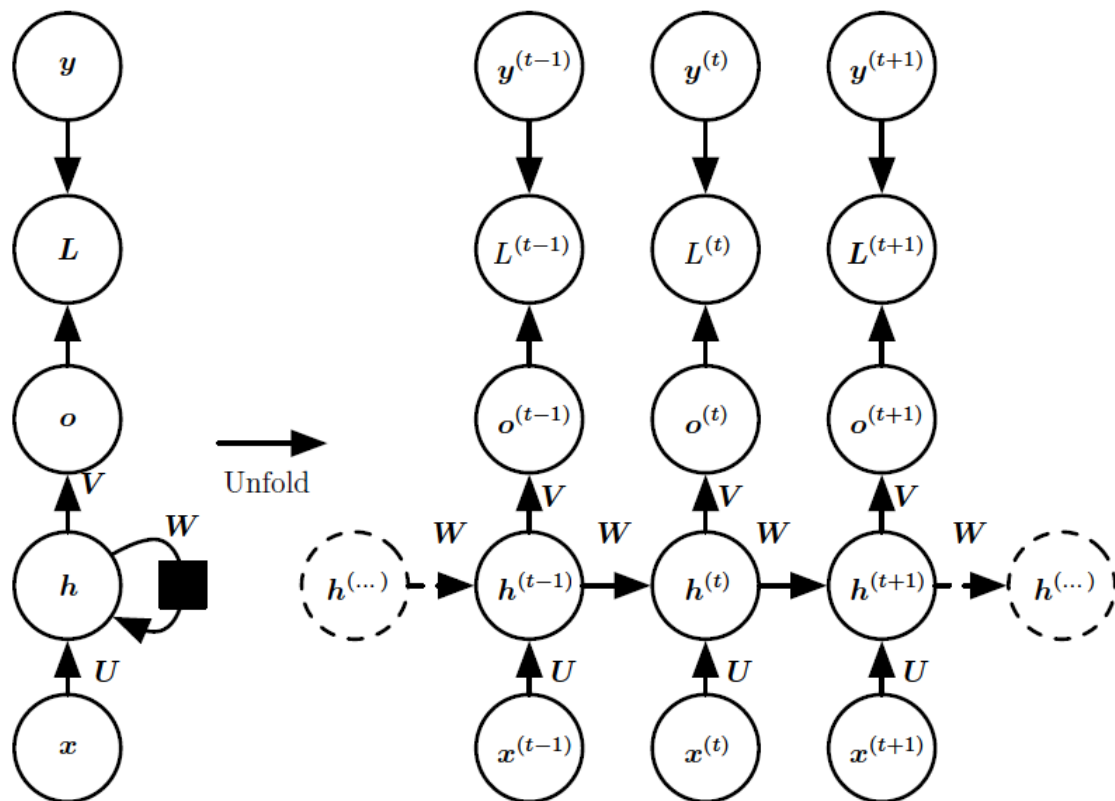 y y^(t−1) y^(t) y^(t+1)
L L^(t−1) L^(t) L^(t+1)
o o^(t−1) o^(t) o^(t+1)
Unfold
V V V V
W W W W W
h h^(...) h^(t−1) h^(t) h^(t+1) h^(...)
U U U U
x x^(t−1) x^(t) x^(t+1)